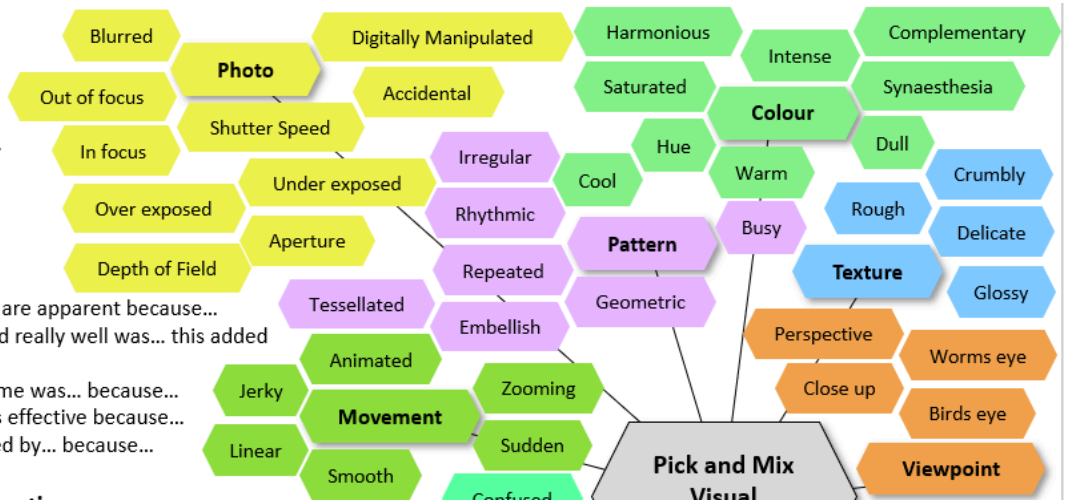 Blurred
Photo
Digitally Manipulated
Out of focus
Accidental
Shutter Speed
In focus
Under exposed
Over exposed
Aperture
Depth of Field
Harmonious
Complementary
Intense
Saturated
Synaesthesia
Colour
Hue
Dull
Cool
Warm
Irregular
Rhythmic
Pattern
Busy
Repeated
Geometric
Tessellated
Embellish
Crumbly
Rough
Delicate
Texture
Glossy
are apparent because...
really well was... this added
was... because...
effective because...
by... because...
Animated
Jerky
Zooming
Movement
Linear
Sudden
Smooth
Perspective
Worms eye
Close up
Birds eye
Viewpoint
Pick and Mix
Visual
Confused